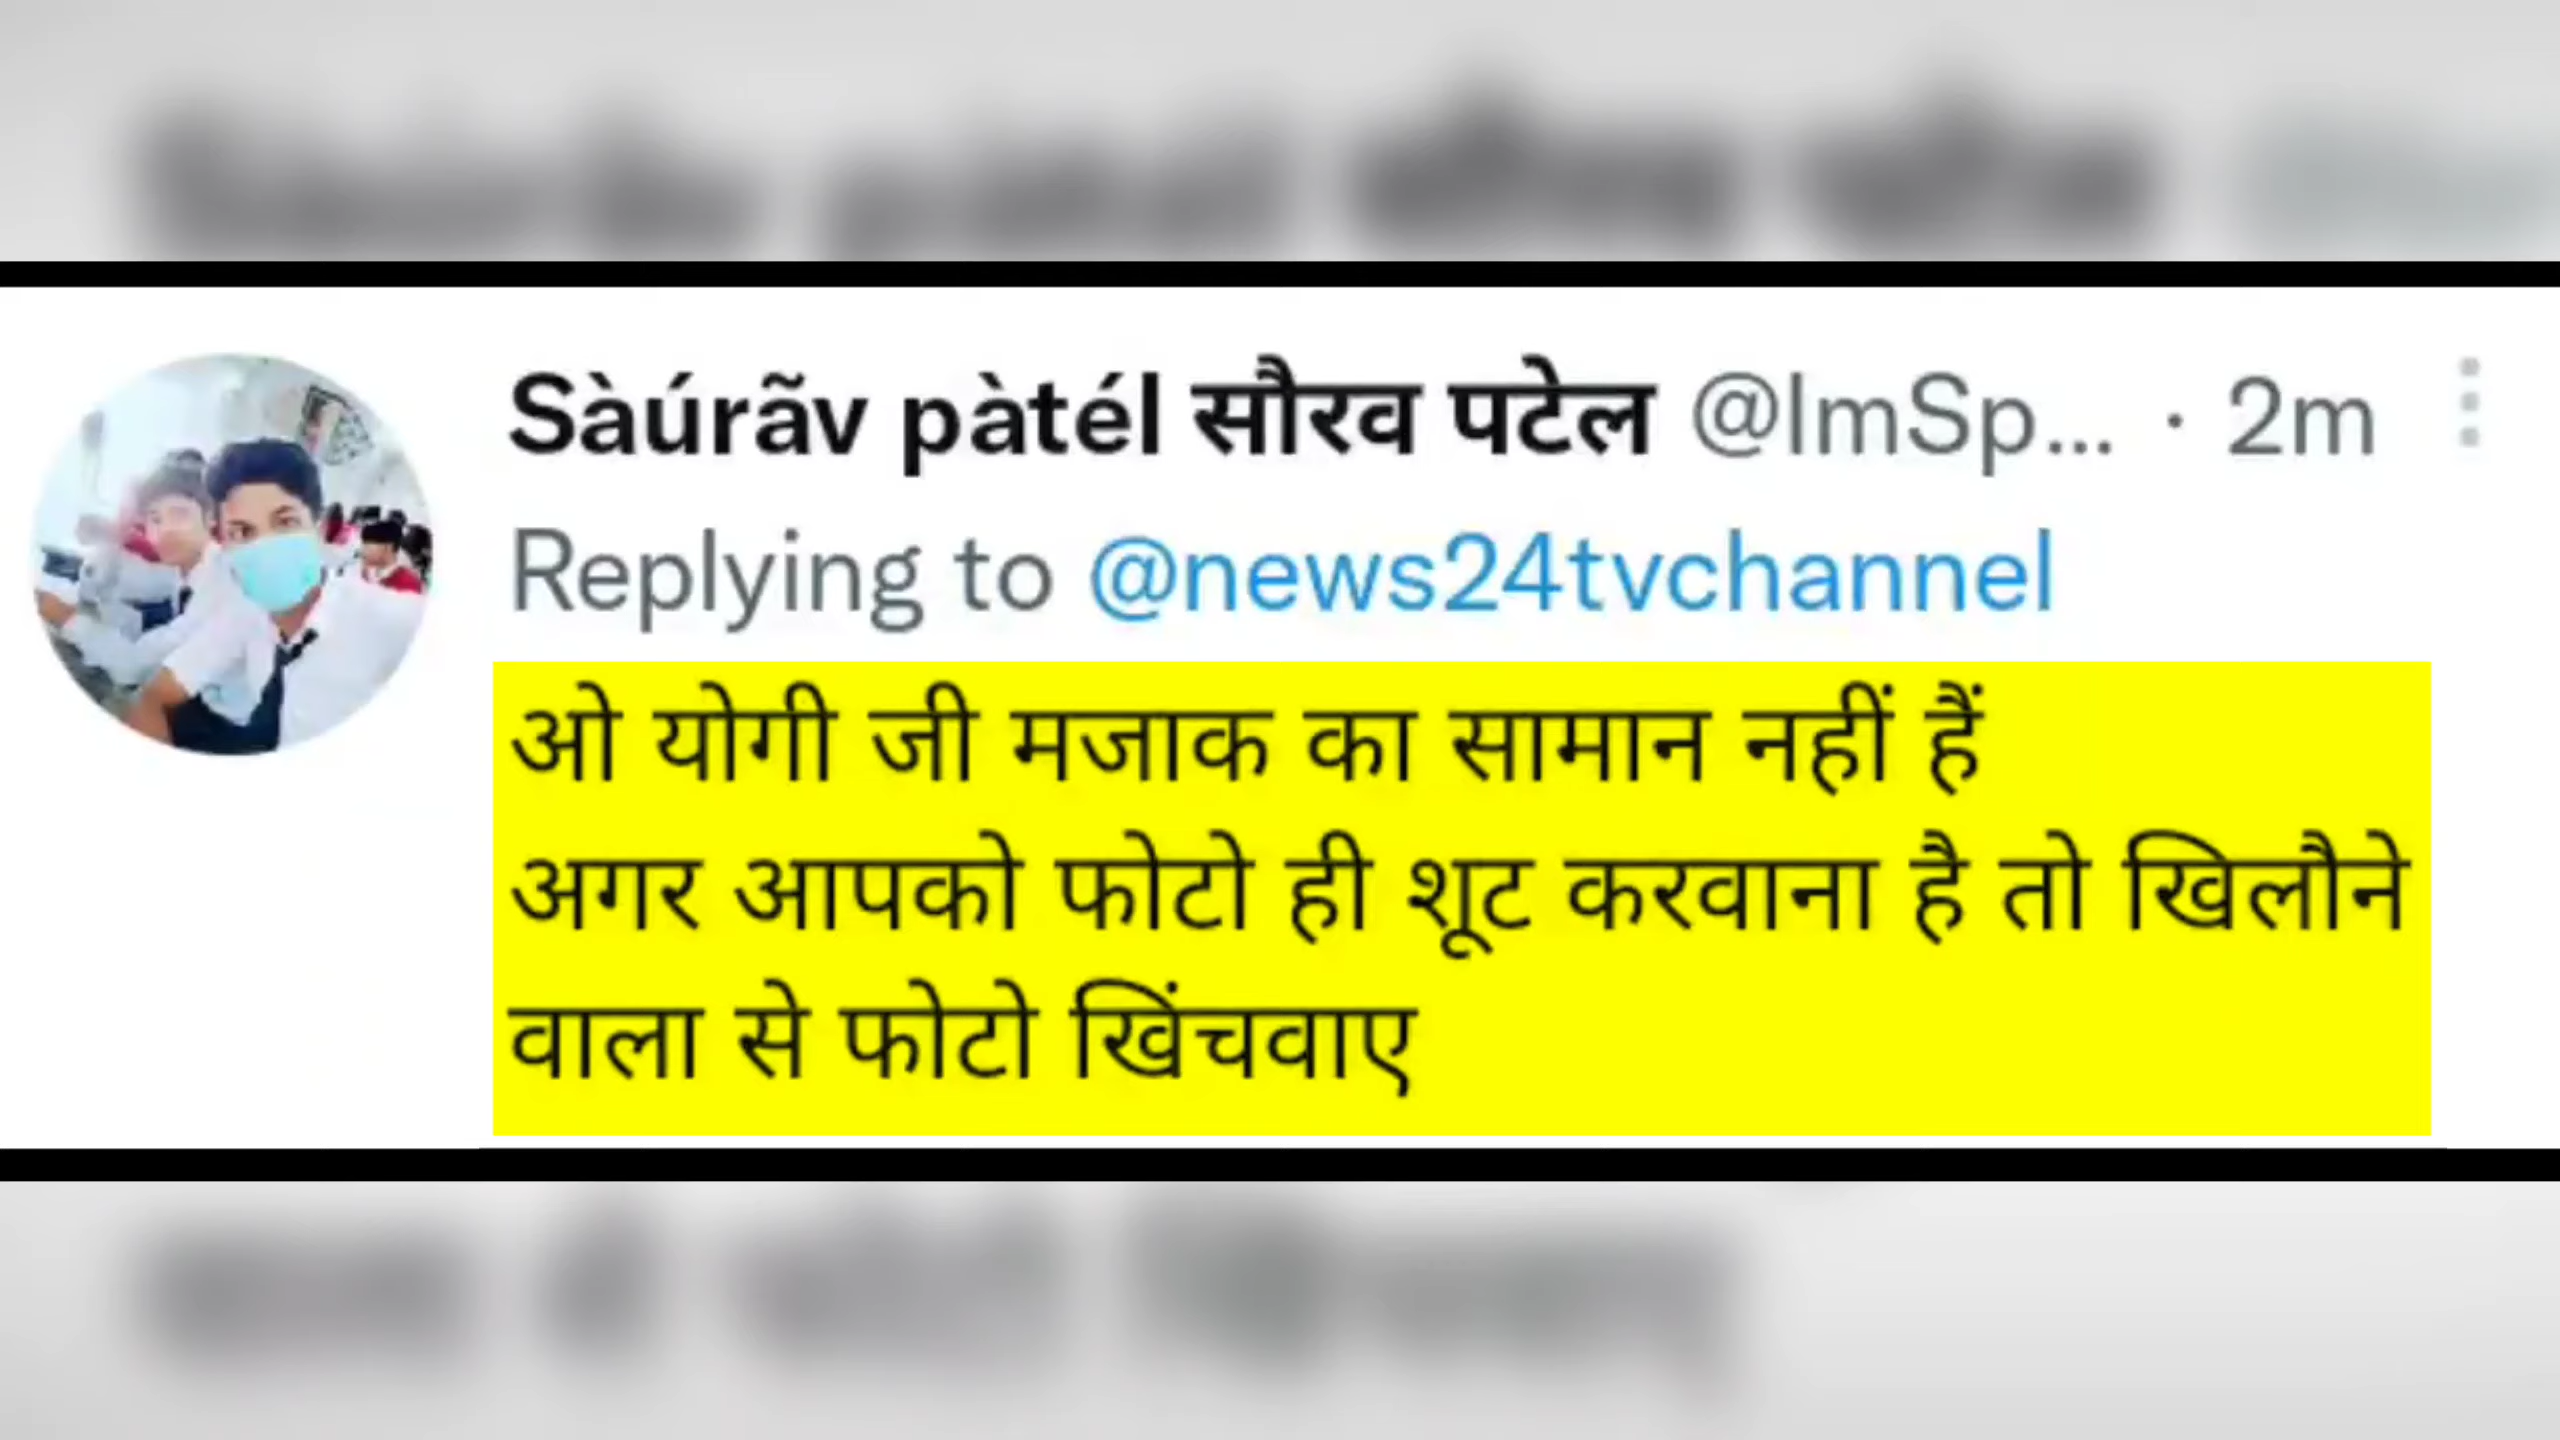 Sàúrãv pàtél सौरव पटेल @ImSp... · 2m
Replying to @news24tvchannel
ओ योगी जी मजाक का सामान नहीं हैं
अगर आपको फोटो ही शूट करवाना है तो खिलौने
वाला से फोटो खिंचवाए